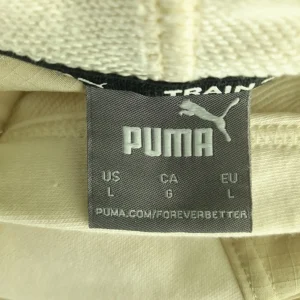 TRAIN
PUMA
US CA EU
L G L
PUMA.COM/FOREVERBETTER